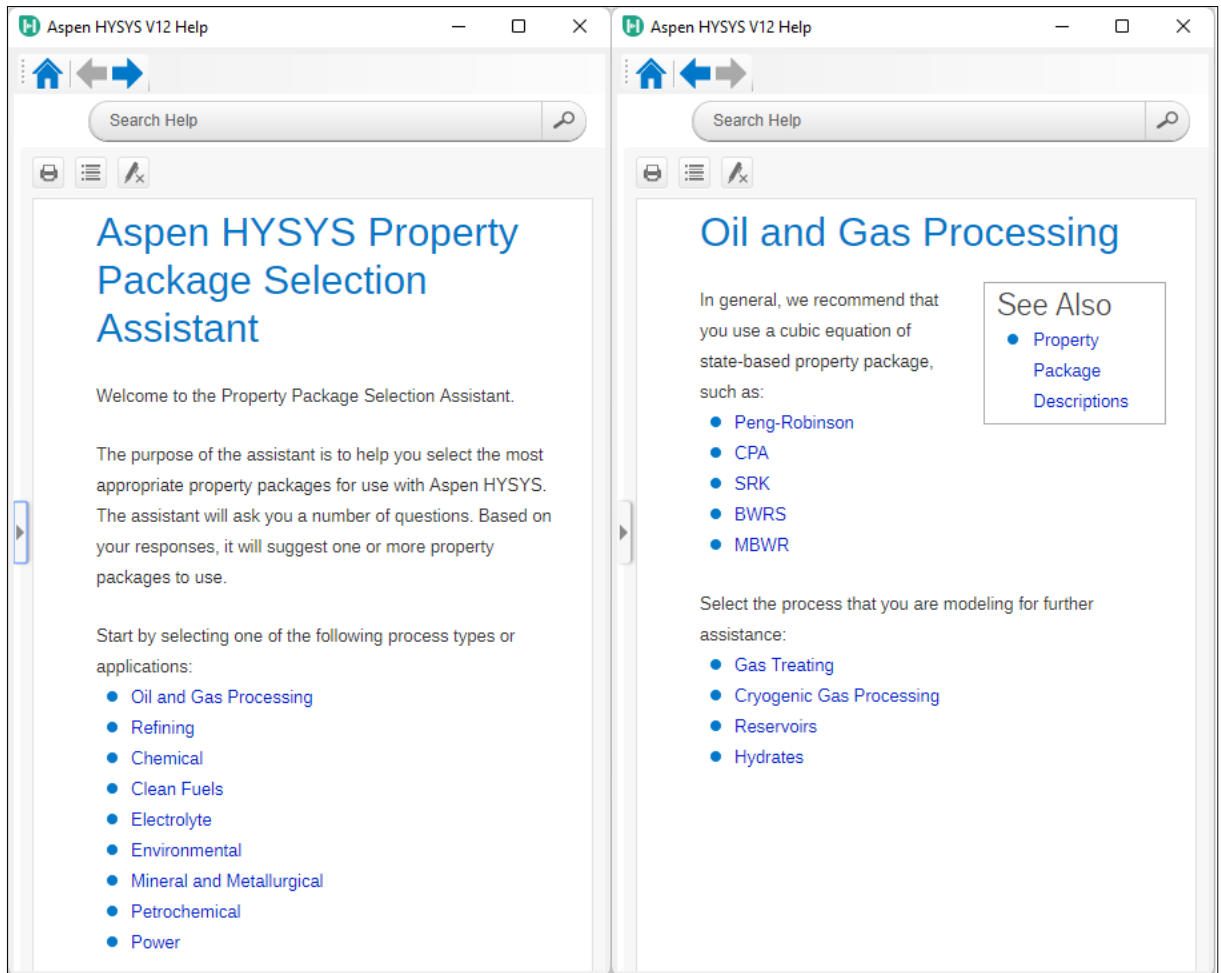 Aspen HYSYS V12 Help
Search Help
Aspen HYSYS Property
Package Selection
Assistant
Welcome to the Property Package Selection Assistant.
The purpose of the assistant is to help you select the most
appropriate property packages for use with Aspen HYSYS.
The assistant will ask you a number of questions. Based on
your responses, it will suggest one or more property
packages to use.
Start by selecting one of the following process types or
applications:
Oil and Gas Processing
Refining
Chemical
Clean Fuels
Electrolyte
Environmental
Mineral and Metallurgical
Petrochemical
Power
Aspen HYSYS V12 Help
Search Help
Oil and Gas Processing
In general, we recommend that
you use a cubic equation of
state-based property package,
such as:
Peng-Robinson
CPA
SRK
BWRS
MBWR
See Also
Property
Package
Descriptions
Select the process that you are modeling for further
assistance:
Gas Treating
Cryogenic Gas Processing
Reservoirs
Hydrates